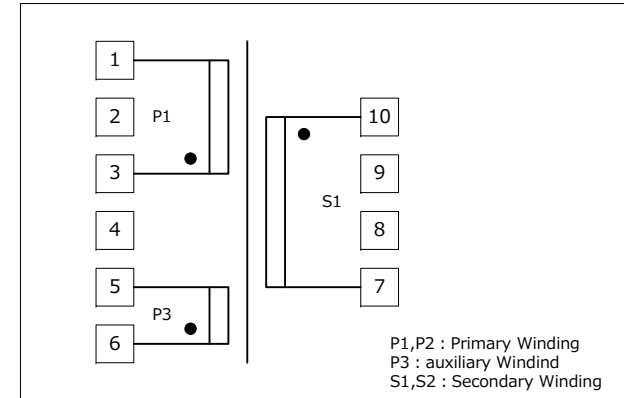 1
2
P1
3
4
5
P3
6
10
9
S1
8
7
P1,P2 : Primary Winding
P3 : auxiliary Windind
S1,S2 : Secondary Winding